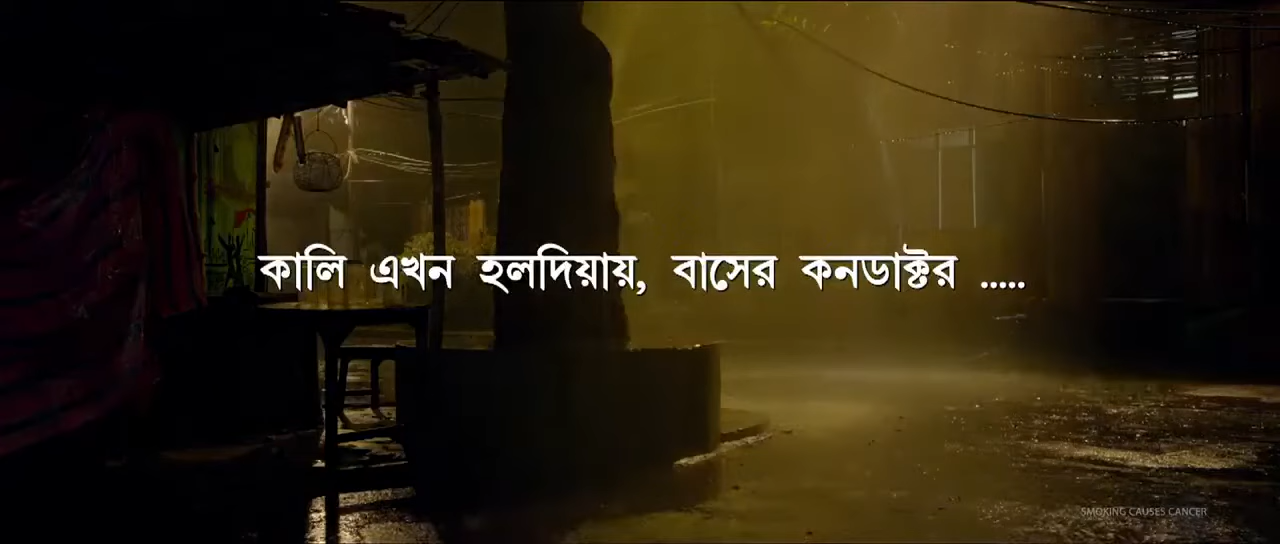 কালি এখন হলদিয়ায়, বাসের কনডাক্টর .....
SMOKING CAUSES CANCER